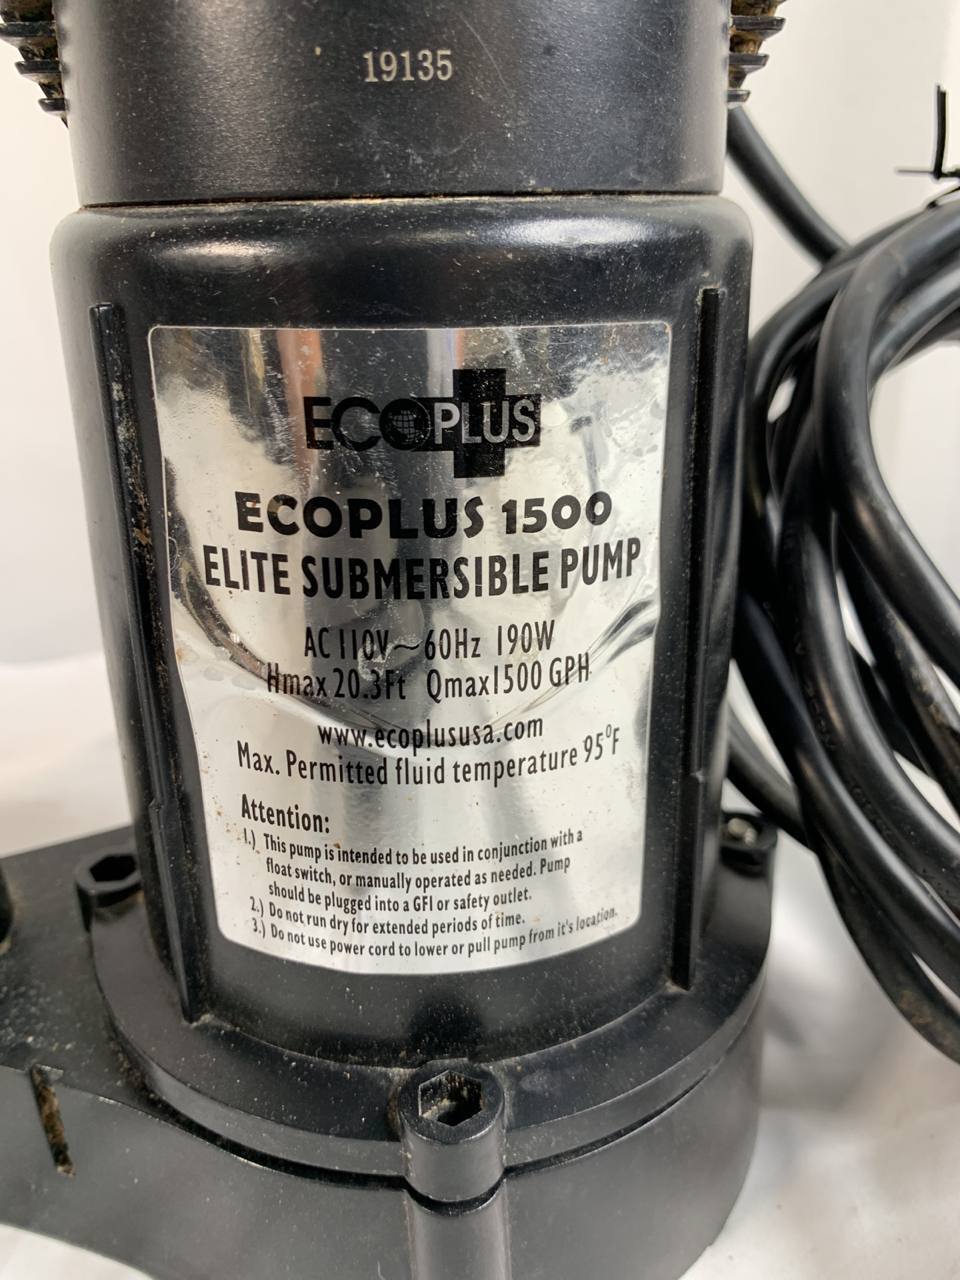 19135
ECOPLUS
ECOPLUS 1500
ELITE SUBMERSIBLE PUMP
AC 110V~60Hz 190W
Hmax 20.3Ft Qmax1500 GPH
www.ecoplususa.com
Max. Permitted fluid temperature 95°F
Attention:
1.) This pump is intended to be used in conjunction with a
float switch, or manually operated as needed. Pump
should be plugged into a GFI or safety outlet.
2.) Do not run dry for extended periods of time.
3.) Do not use power cord to lower or pull pump from it's location.